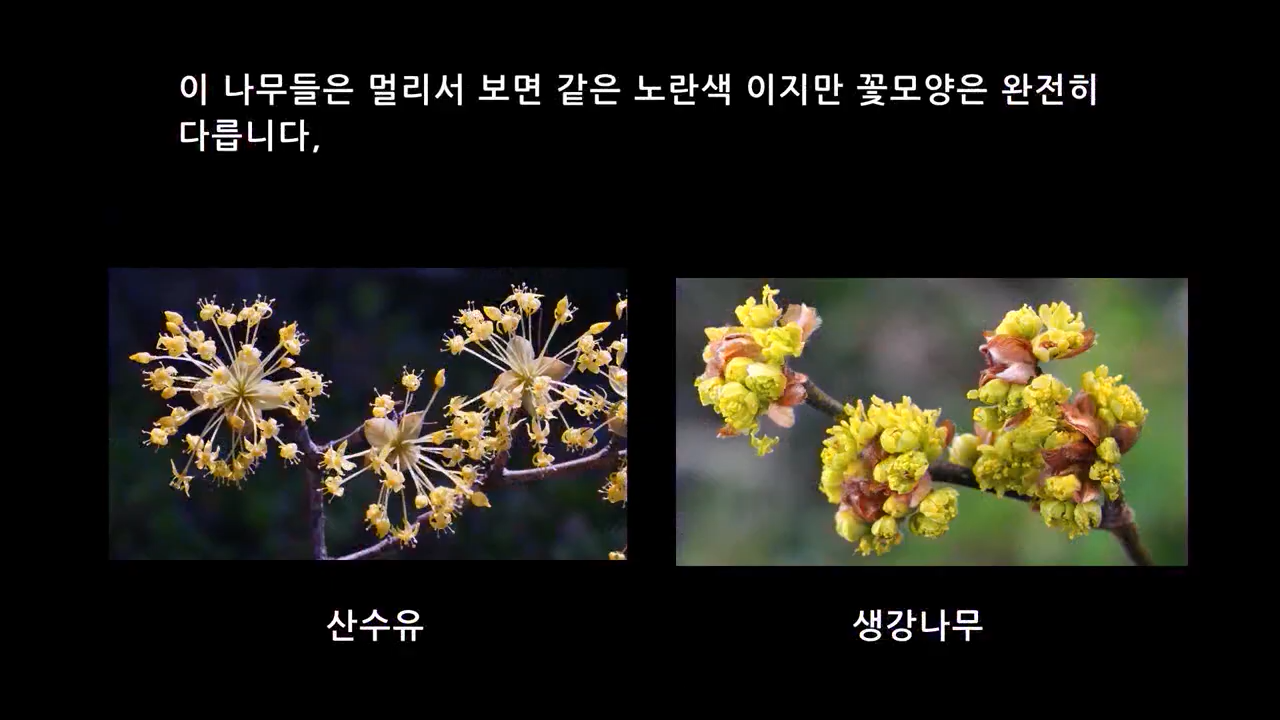 이 나무들은 멀리서 보면 같은 노란색 이지만 꽃모양은 완전히
다릅니다,
산수유
생강나무